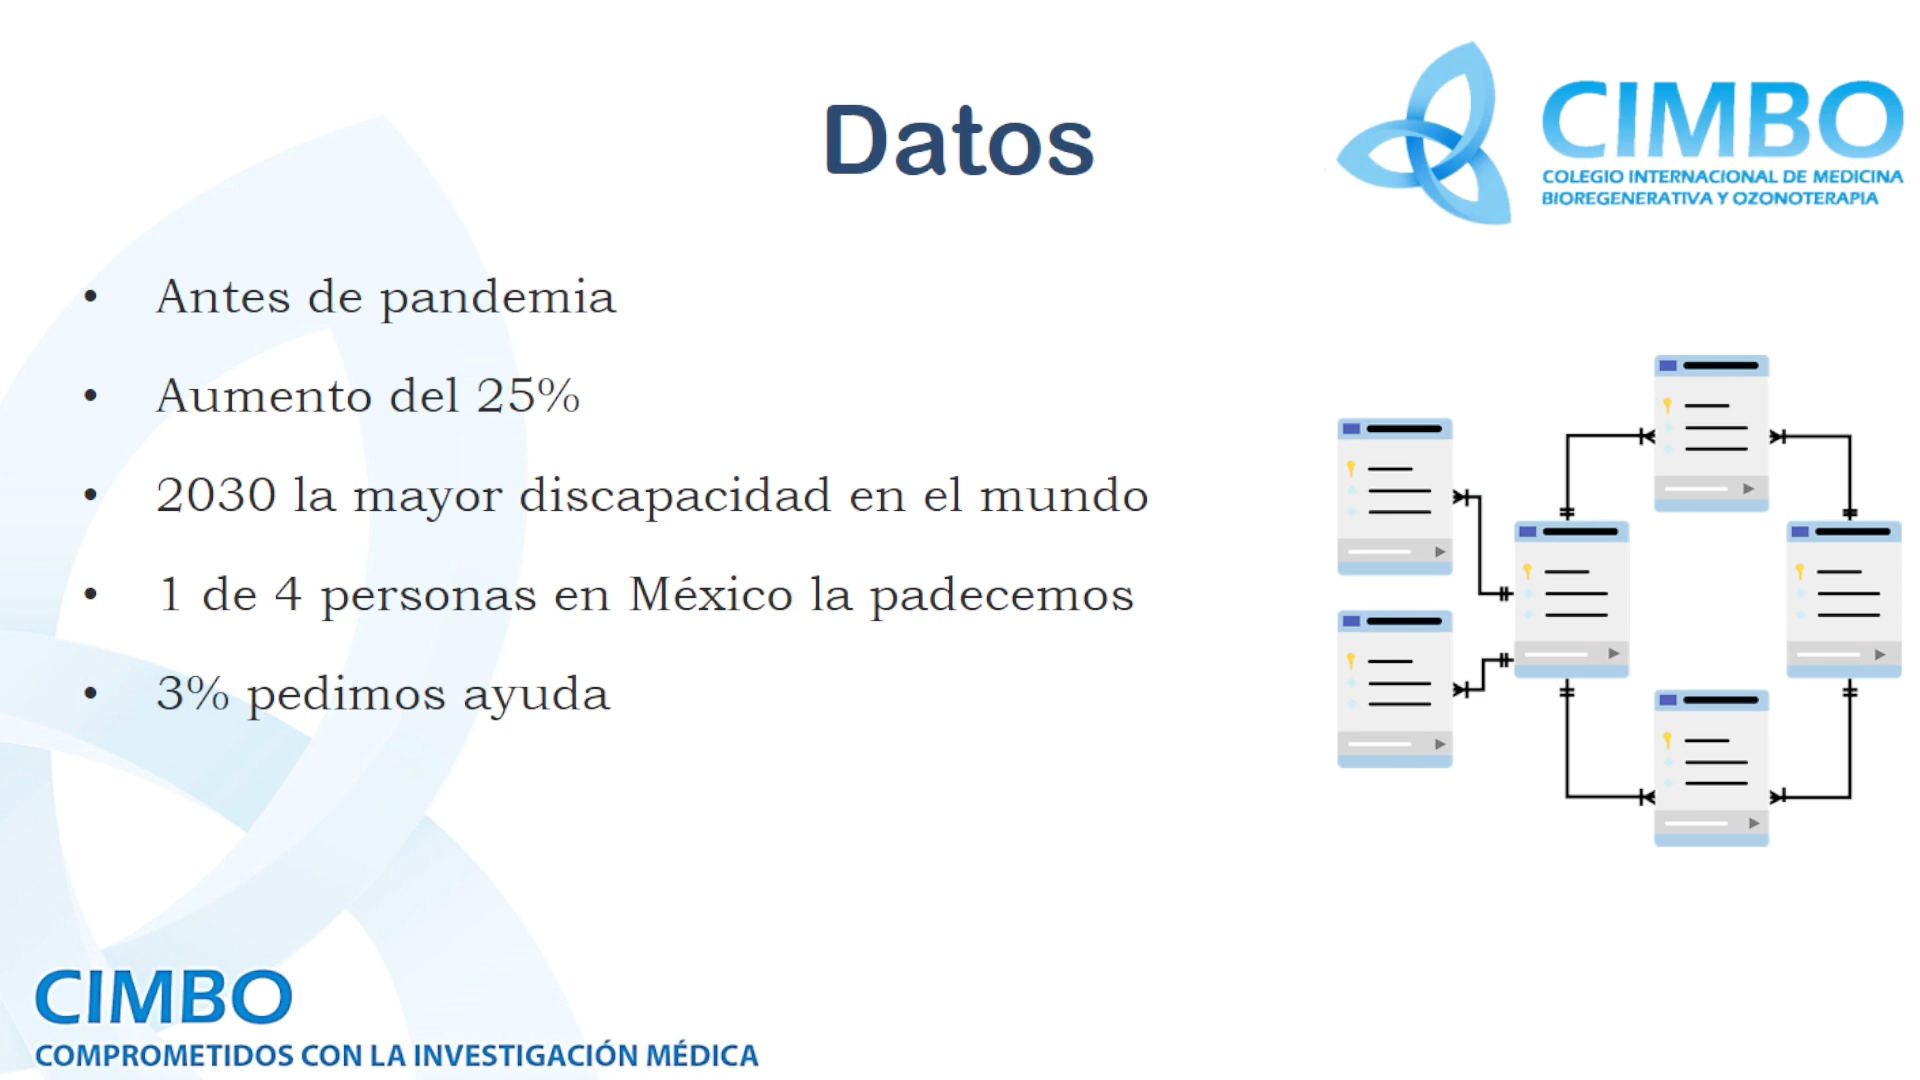 Datos
CIMBO
COLEGIO INTERNACIONAL DE MEDICINA
BIOREGENERATIVA Y OZONOTERAPIA
• Antes de pandemia
• Aumento del 25%
• 2030 la mayor discapacidad en el mundo
• 1 de 4 personas en México la padecemos
• 3% pedimos ayuda
CIMBO
COMPROMETIDOS CON LA INVESTIGACIÓN MÉDICA